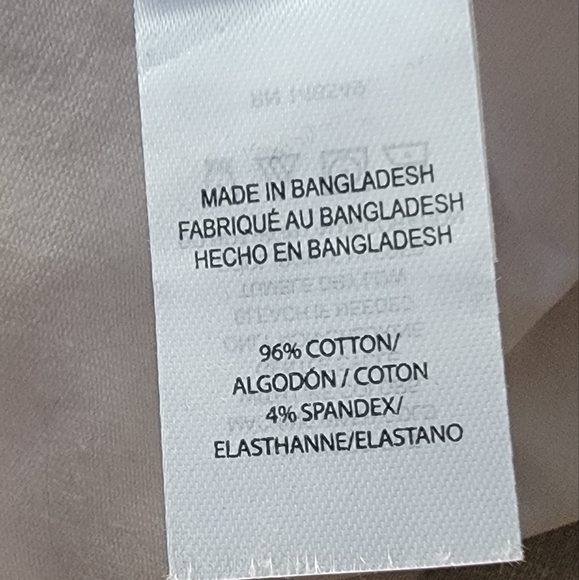 MADE IN BANGLADESH
FABRIQUÉ AU BANGLADESH
HECHO EN BANGLADESH
96% COTTON/
ALGODÓN / COTON
4% SPANDEX/
ELASTHANNE/ELASTANO